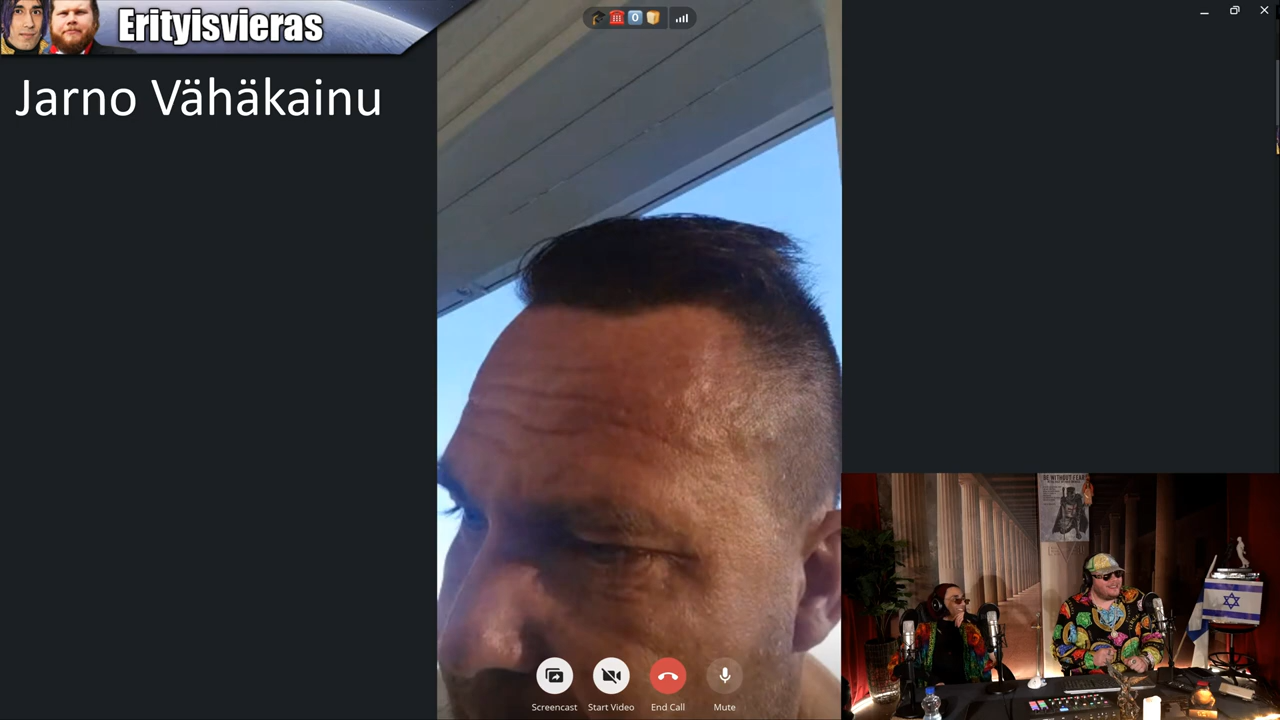 Erityisvieras
Jarno Vähäkainu
BE WITHOUT FEAR
Screencast
Start Video
End Call
Mute